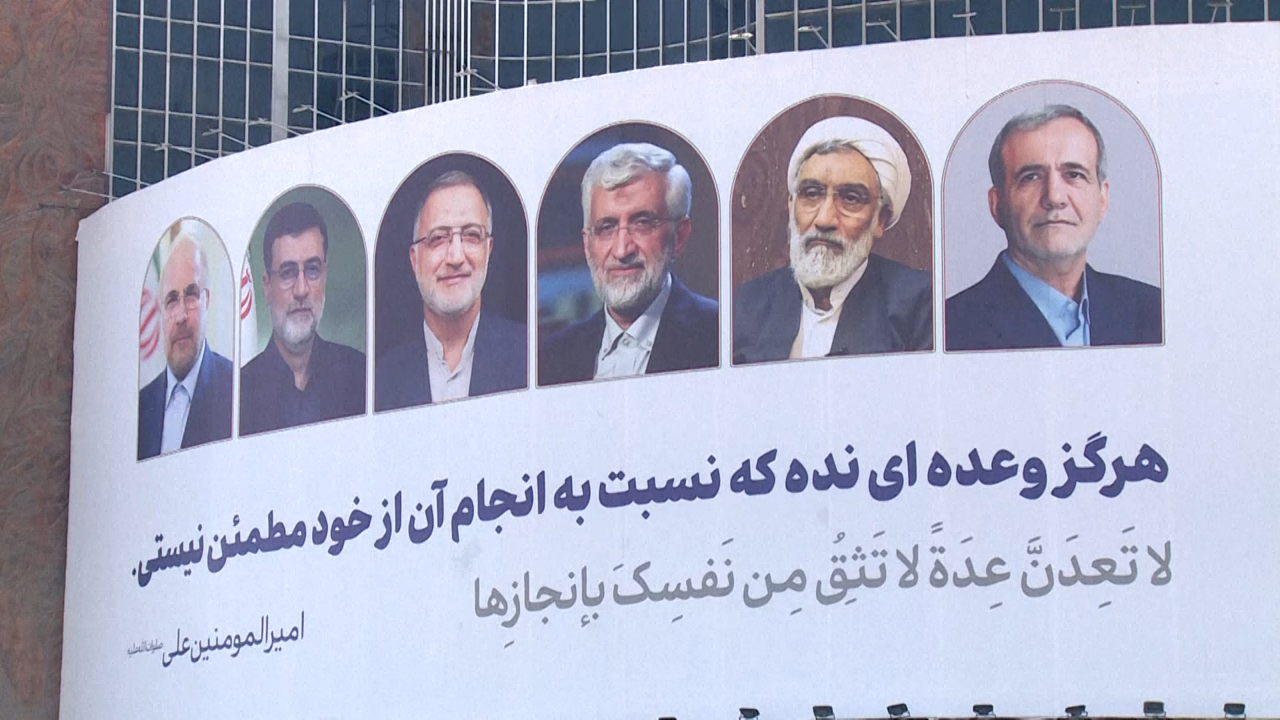 هرگز وعده ای نده که نسبت به انجام آن از خود مطمئن نیستی.
لا تَعِدَنَّ عِدَةً لا تَثِقُ مِن نَفسِکَ بِإنجازِها
امیرالمومنین علی